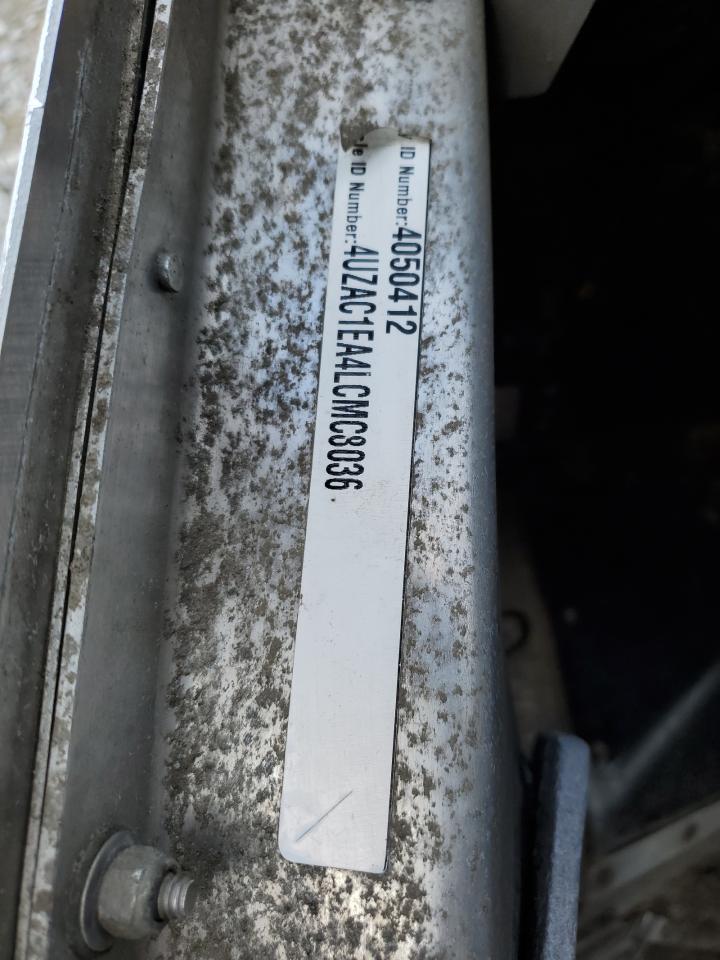 ID Number:4050412
le ID Number:4UZAC1EA4LCMC8036